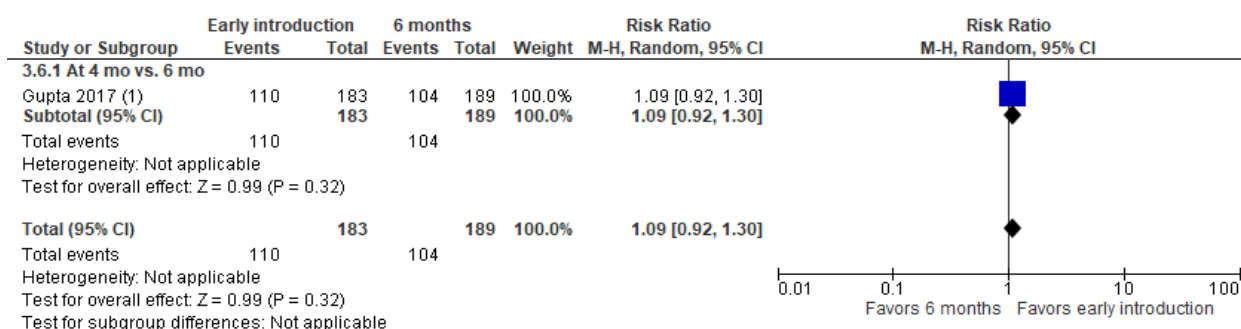 Early introduction 6 months Risk Ratio Risk Ratio
Study or Subgroup Events Total Events Total Weight M-H, Random, 95% CI M-H, Random, 95% CI
3.6.1 At 4 mo vs. 6 mo
Gupta 2017 (1) 110 183 104 189 100.0% 1.09 [0.92, 1.30]
Subtotal (95% CI) 183 189 100.0% 1.09 [0.92, 1.30]
Total events 110 104
Heterogeneity: Not applicable
Test for overall effect: Z = 0.99 (P = 0.32)
Total (95% CI) 183 189 100.0% 1.09 [0.92, 1.30]
Total events 110 104
Heterogeneity: Not applicable
Test for overall effect: Z = 0.99 (P = 0.32)
Test for subgroup differences: Not applicable
0.01 0.1 1 10 100
Favors 6 months Favors early introduction